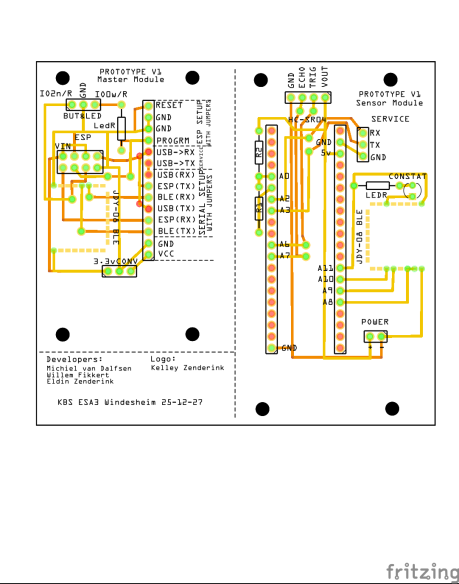 PROTOTYPE V1
Master Module
IO2n/R
GND
IO0w/R
BUT&LED
LedR
ESP
VIN
RESET
GND
GND
PROGRM
USB->RX
USB->TX
USB(RX)
ESP(TX)
BLE(RX)
USB(TX)
ESP(RX)
BLE(TX)
GND
VCC
ESP SETUP
WITH JUMPERS
SERVICE
SERIAL SETUP
(WITH JUMPERS)
JDY-08 BLE
3.3vCONV
PROTOTYPE V1
Sensor Module
GND
ECHO
TRIG
VOUT
HC-SR04
SERVICE
RX
TX
GND
GND
5v
R2
R1
A0
A2
A3
A6
A7
CONSTAT
LEDR
JDY-08 BLE
A11
A10
A9
A8
POWER
+
-
GND
Developers:
Michiel van Dalfsen
Willem Fikkert
Eldin Zenderink
Logo:
Kelley Zenderink
KBS ESA3 Windesheim 25-12-27
fritzing